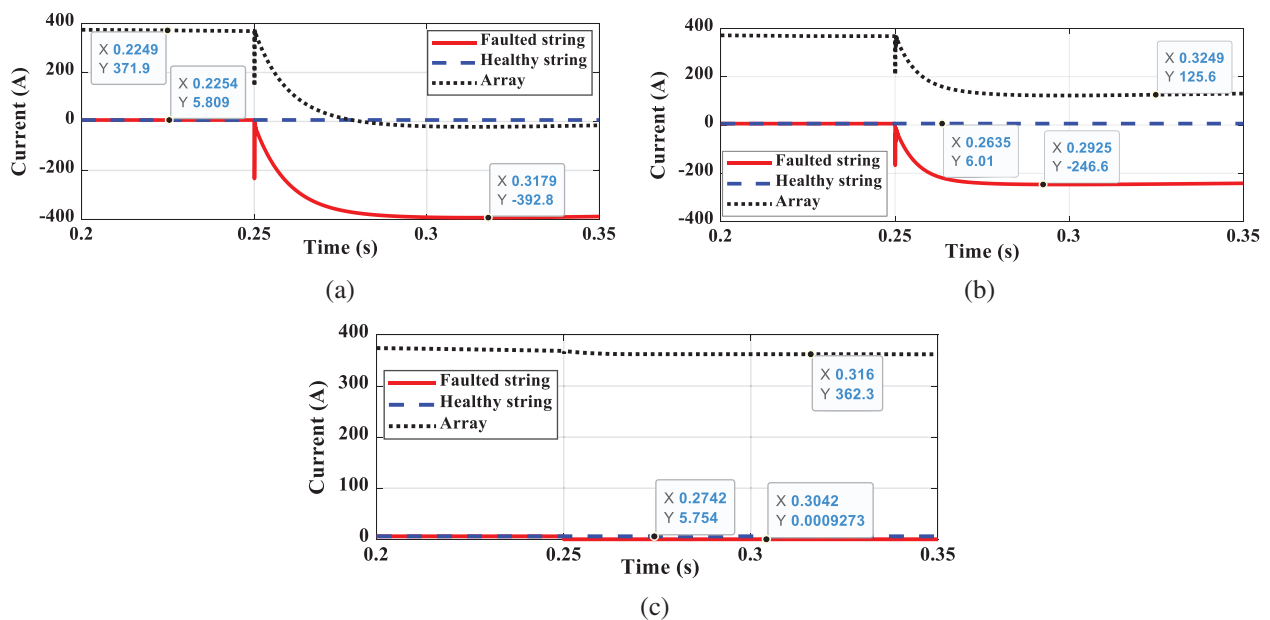 Current (A)
400
200
0
-200
-400
0.2
0.25
0.3
0.35
Time (s)
X 0.2249
Y 371.9
X 0.2254
Y 5.809
X 0.3179
Y -392.8
Faulted string
Healthy string
Array
(a)
Current (A)
400
200
0
-200
-400
0.2
0.25
0.3
0.35
Time (s)
X 0.3249
Y 125.6
X 0.2635
Y 6.01
X 0.2925
Y -246.6
Faulted string
Healthy string
Array
(b)
Current (A)
400
300
200
100
0
0.2
0.25
0.3
0.35
Time (s)
Faulted string
Healthy string
Array
X 0.316
Y 362.3
X 0.2742
Y 5.754
X 0.3042
Y 0.0009273
(c)